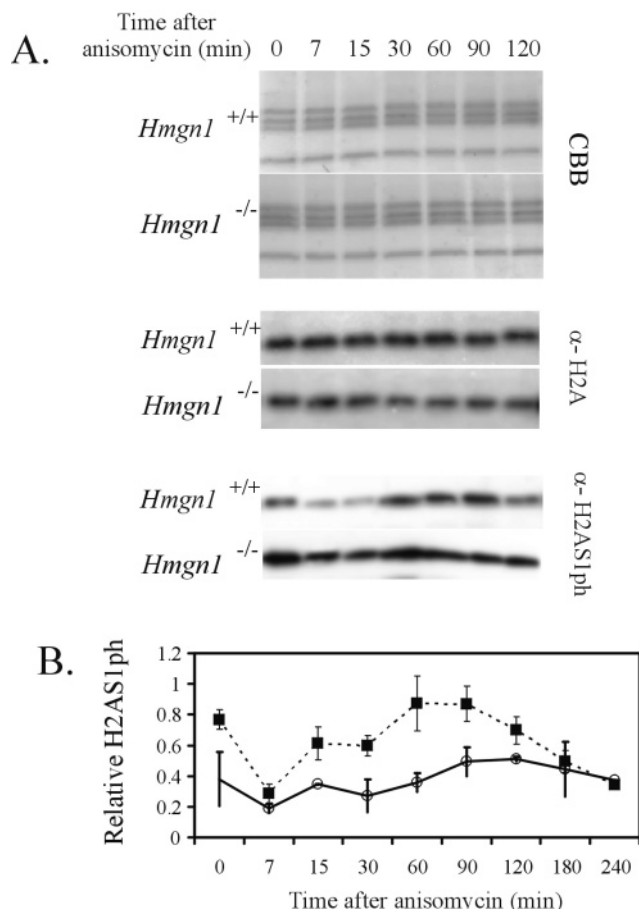 A.
Time after
anisomycin (min) 0 7 15 30 60 90 120
Hmgn1 +/+
Hmgn1 -/-
CBB
Hmgn1 +/+
Hmgn1 -/-
α- H2A
Hmgn1 +/+
Hmgn1 -/-
α- H2AS1ph
B.
Relative H2AS1ph
1.2
1
0.8
0.6
0.4
0.2
0
0 7 15 30 60 90 120 180 240
Time after anisomycin (min)